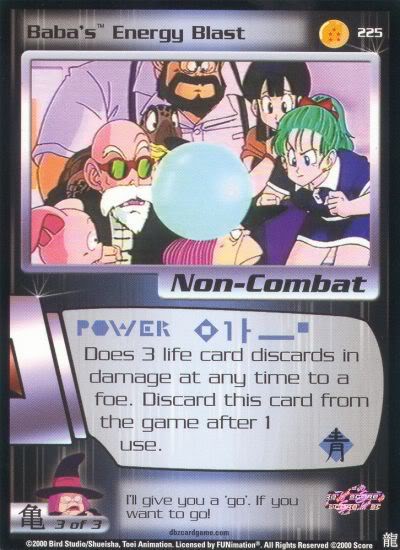 Baba's™ Energy Blast
225
Non-Combat
POWER
Does 3 life card discards in
damage at any time to a
foe. Discard this card from
the game after 1
use.
青
I'll give you a 'go'. If you
want to go!
亀 3 of 3
dbzcardgame.com
©2000 Bird Studio/Shueisha, Toei Animation. Licensed by FUNimation®. All Rights Reserved ©2000 Score
龍